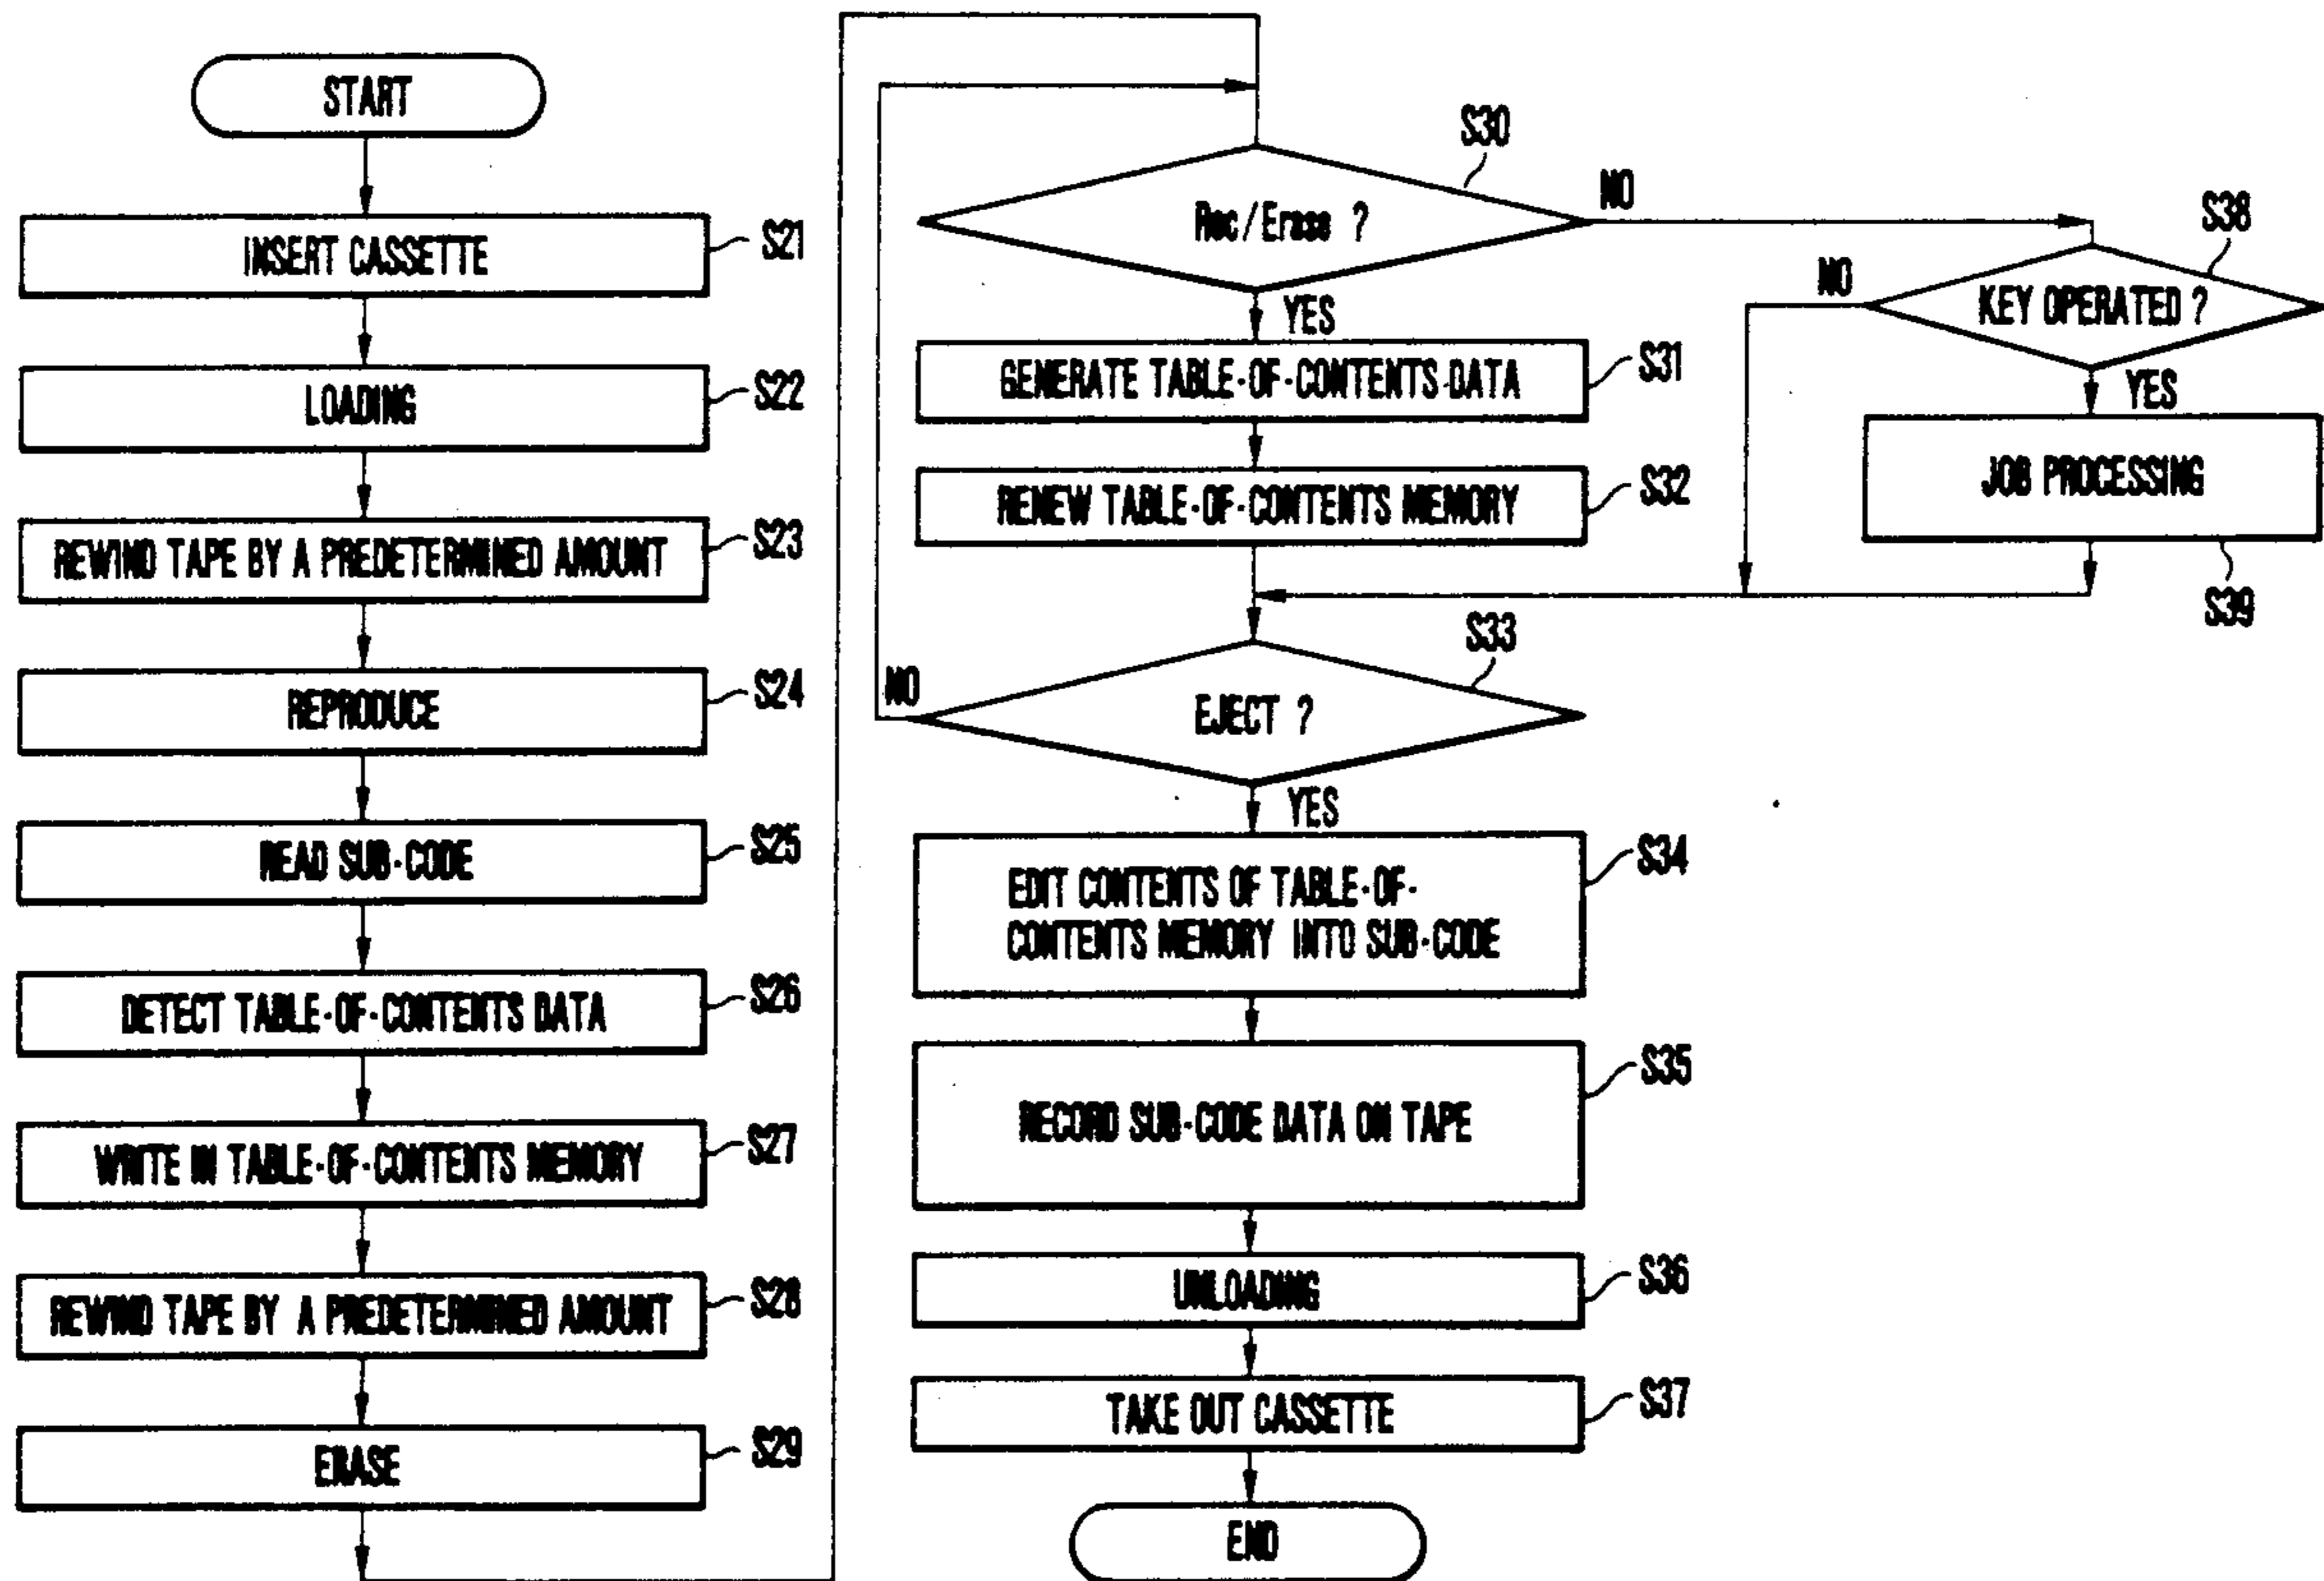 START
INSERT CASSETTE
S21
LOADING
S22
REWIND TAPE BY A PREDETERMINED AMOUNT
S23
REPRODUCE
S24
READ SUB-CODE
S25
DETECT TABLE-OF-CONTENTS DATA
S26
WRITE IN TABLE-OF-CONTENTS MEMORY
S27
REWIND TAPE BY A PREDETERMINED AMOUNT
S28
ERASE
S29
Rec/Erase ?
S30
NO
YES
GENERATE TABLE-OF-CONTENTS-DATA
S31
RENEW TABLE-OF-CONTENTS MEMORY
S32
KEY OPERATED ?
S38
NO
YES
JOB PROCESSING
S39
EJECT ?
S33
NO
YES
EDIT CONTENTS OF TABLE-OF-
CONTENTS MEMORY INTO SUB-CODE
S34
RECORD SUB-CODE DATA ON TAPE
S35
UNLOADING
S36
TAKE OUT CASSETTE
S37
END